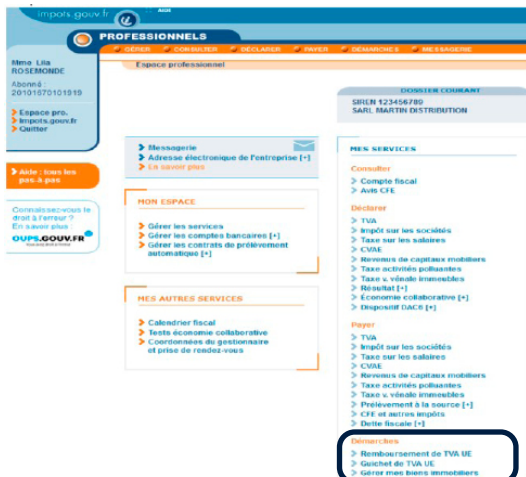 impots.gouv.fr
AIDE
PROFESSIONNELS
GÉRER CONSULTER DÉCLARER PAYER DÉMARCHES MESSAGERIE
Mme Lila
ROSEMONDE
Abonné :
20101670101919
Espace pro.
Impots.gouv.fr
Quitter
Aide : tous les
pas-à-pas
Connaissez-vous le
droit à l'erreur ?
En savoir plus :
OUPS.GOUV.FR
Espace professionnel
DOSSIER COURANT
SIREN 123456789
SARL MARTIN DISTRIBUTION
Messagerie
Adresse électronique de l'entreprise [+]
En savoir plus
MON ESPACE
Gérer les services
Gérer les comptes bancaires [+]
Gérer les contrats de prélèvement
automatique [+]
MES AUTRES SERVICES
Calendrier fiscal
Tests économie collaborative
Coordonnées du gestionnaire
et prise de rendez-vous
MES SERVICES
Consulter
Compte fiscal
Avis CFE
Déclarer
TVA
Impôt sur les sociétés
Taxe sur les salaires
CVAE
Revenus de capitaux mobiliers
Taxe activités polluantes
Taxe v. vénale immeubles
Résultat [+]
Économie collaborative [+]
Dispositif DAC6 [+]
Payer
TVA
Impôt sur les sociétés
Taxe sur les salaires
CVAE
Revenus de capitaux mobiliers
Taxe activités polluantes
Taxe v. vénale immeubles
Prélèvement à la source [+]
CFE et autres impôts
Dette fiscale [+]
Démarches
Remboursement de TVA UE
Guichet de TVA UE
Gérer mes biens immobiliers